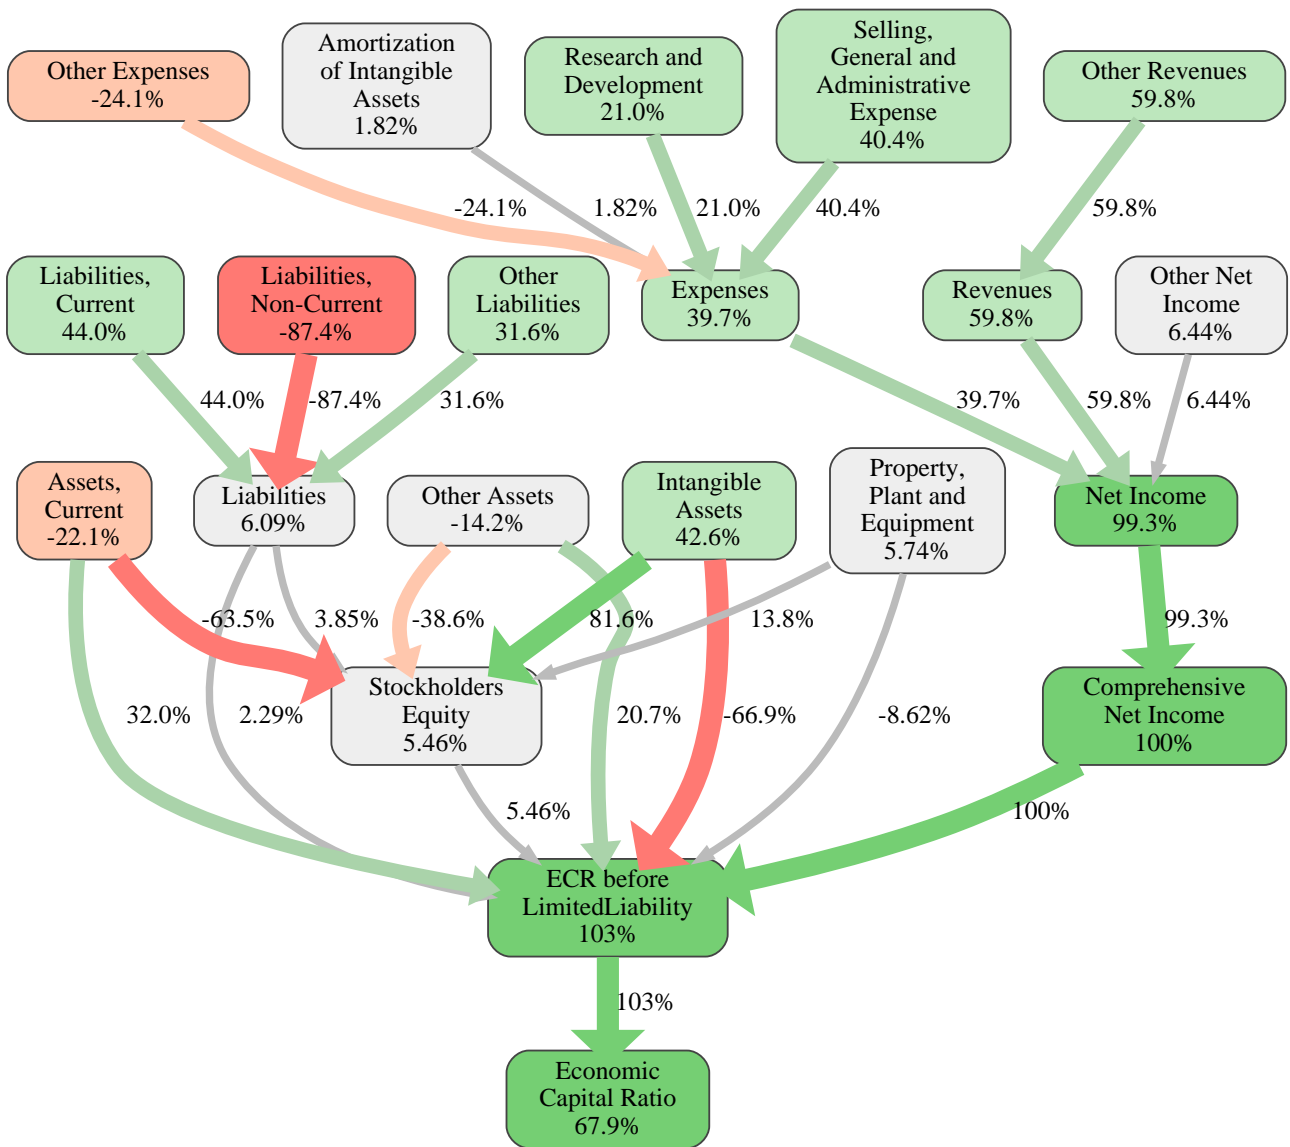 Other Expenses
-24.1%
Amortization
of Intangible
Assets
1.82%
Research and
Development
21.0%
Selling,
General and
Administrative
Expense
40.4%
Other Revenues
59.8%
-24.1%
1.82%
21.0%
40.4%
59.8%
Liabilities,
Current
44.0%
Liabilities,
Non-Current
-87.4%
Other
Liabilities
31.6%
Expenses
39.7%
Revenues
59.8%
Other Net
Income
6.44%
44.0%
-87.4%
31.6%
39.7%
59.8%
6.44%
Assets,
Current
-22.1%
Liabilities
6.09%
Other Assets
-14.2%
Intangible
Assets
42.6%
Property,
Plant and
Equipment
5.74%
Net Income
99.3%
-63.5%
3.85%
-38.6%
81.6%
13.8%
99.3%
Stockholders
Equity
5.46%
Comprehensive
Net Income
100%
32.0%
2.29%
20.7%
-66.9%
-8.62%
5.46%
100%
ECR before
LimitedLiability
103%
103%
Economic
Capital Ratio
67.9%